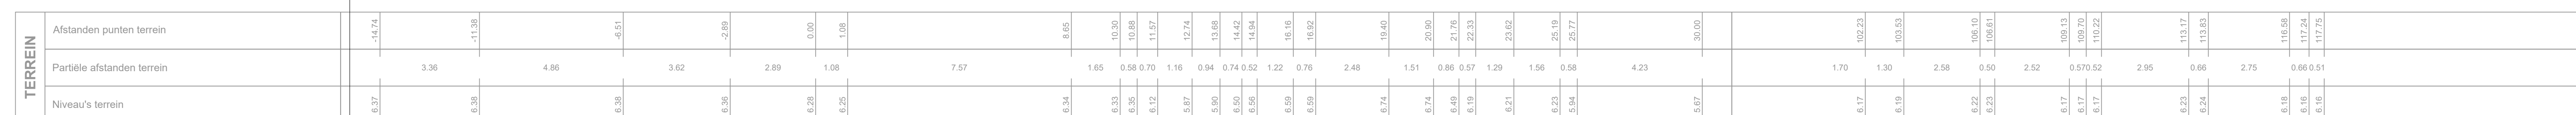 TERREIN
Afstanden punten terrein -14.74 -11.38 -6.51 -2.89 0.00 1.08 8.65 10.30 10.88 11.57 12.74 13.68 14.42 14.94 16.16 16.92 19.40 20.90 21.76 22.33 23.62 25.19 25.77 30.00 102.23 103.53 106.10 106.61 109.13 109.70 110.22 113.17 113.83 116.58 117.24 117.75
Partiële afstanden terrein 3.36 4.86 3.62 2.89 1.08 7.57 1.65 0.58 0.70 1.16 0.94 0.74 0.52 1.22 0.76 2.48 1.51 0.86 0.57 1.29 1.56 0.58 4.23 1.70 1.30 2.58 0.50 2.52 0.57 0.52 2.95 0.66 2.75 0.66 0.51
Niveau's terrein 6.37 6.38 6.38 6.36 6.28 6.25 6.34 6.33 6.35 6.12 5.87 5.90 6.50 6.56 6.59 6.59 6.74 6.74 6.49 6.19 6.21 6.23 5.94 5.67 6.17 6.19 6.22 6.23 6.17 6.17 6.17 6.23 6.24 6.18 6.16 6.16